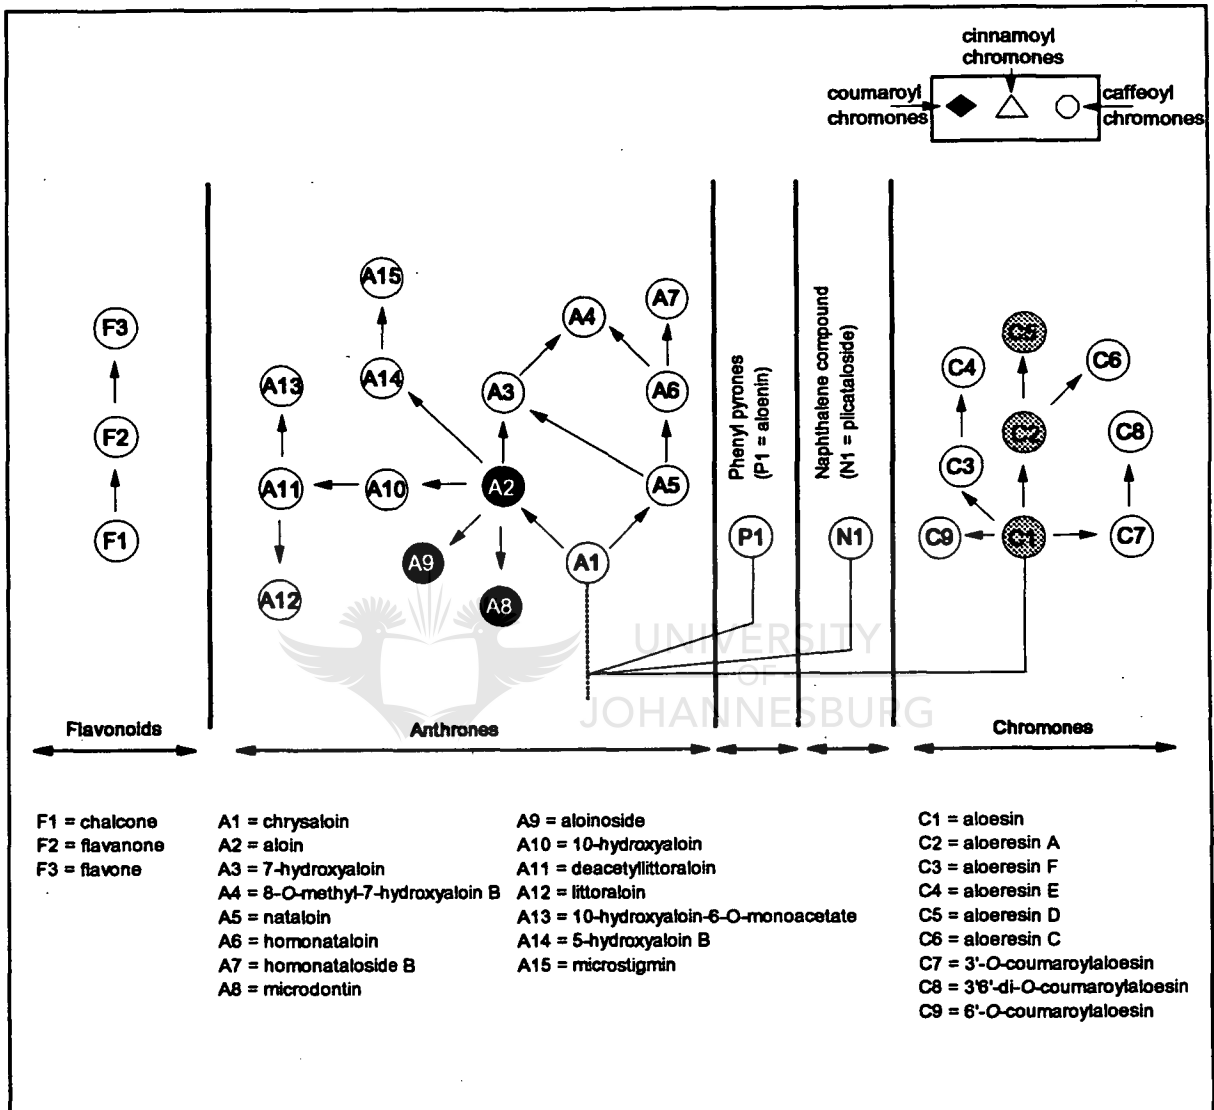 cinnamoyl
chromones
coumaroyl
chromones
caffeoyl
chromones
A15
A7
A4
F3
C5
C4
C6
A14
A13
A3
A6
F2
C2
C8
C3
A11
A10
A2
A5
F1
P1
N1
C9
C1
C7
A9
A1
A12
A8
Phenyl pyrones
(P1 = aloenin)
Naphthalene compound
(N1 = plicataloside)
UNIVERSITY
OF
JOHANNESBURG
Flavonoids
Anthrones
Chromones
F1 = chalcone
F2 = flavanone
F3 = flavone
A1 = chrysaloin
A2 = aloin
A3 = 7-hydroxyaloin
A4 = 8-O-methyl-7-hydroxyaloin B
A5 = nataloin
A6 = homonataloin
A7 = homonataloside B
A8 = microdontin
A9 = aloinoside
A10 = 10-hydroxyaloin
A11 = deacetyllittoraloin
A12 = littoraloin
A13 = 10-hydroxyaloin-6-O-monoacetate
A14 = 5-hydroxyaloin B
A15 = microstigmin
C1 = aloesin
C2 = aloeresin A
C3 = aloeresin F
C4 = aloeresin E
C5 = aloeresin D
C6 = aloeresin C
C7 = 3'-O-coumaroylaloesin
C8 = 3'6'-di-O-coumaroylaloesin
C9 = 6'-O-coumaroylaloesin